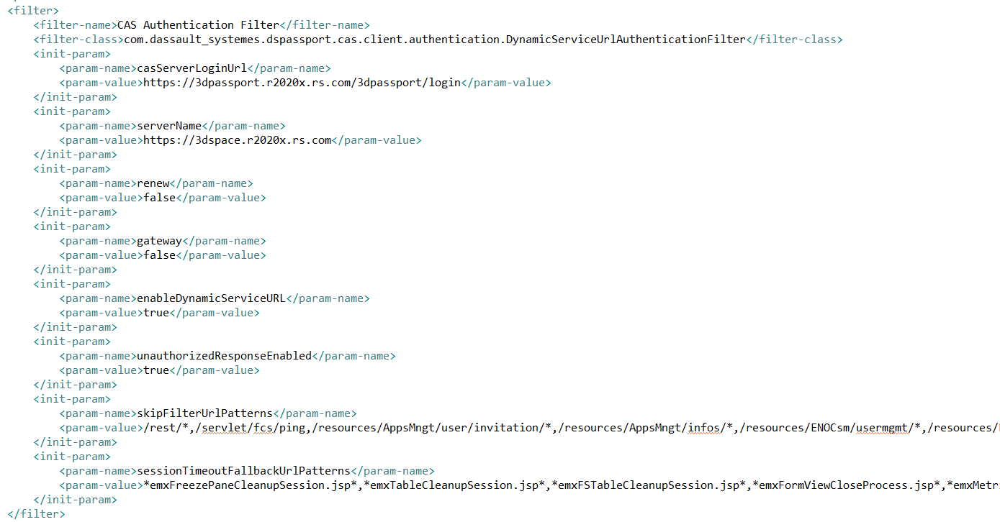 <filter>
<filter-name>CAS Authentication Filter</filter-name>
<filter-class>com.dassault_systemes.dspassport.cas.client.authentication.DynamicServiceUrlAuthenticationFilter</filter-class>
<init-param>
<param-name>casServerLoginUrl</param-name>
<param-value>https://3dpassport.r2020x.rs.com/3dpassport/login</param-value>
</init-param>
<init-param>
<param-name>serverName</param-name>
<param-value>https://3dspace.r2020x.rs.com</param-value>
</init-param>
<init-param>
<param-name>renew</param-name>
<param-value>false</param-value>
</init-param>
<init-param>
<param-name>gateway</param-name>
<param-value>false</param-value>
</init-param>
<init-param>
<param-name>enableDynamicServiceURL</param-name>
<param-value>true</param-value>
</init-param>
<init-param>
<param-name>unauthorizedResponseEnabled</param-name>
<param-value>true</param-value>
</init-param>
<init-param>
<param-name>skipFilterUrlPatterns</param-name>
<param-value>/rest/*,/servlet/fcs/ping,/resources/AppsMngt/user/invitation/*,/resources/AppsMngt/infos/*,/resources/ENOCsm/usermgmt/*,/resources/
</init-param>
<init-param>
<param-name>sessionTimeoutFallbackUrlPatterns</param-name>
<param-value>*emxFreezePaneCleanupSession.jsp*,*emxTableCleanupSession.jsp*,*emxFSTableCleanupSession.jsp*,*emxFormViewCloseProcess.jsp*,*emxMetr
</init-param>
</filter>